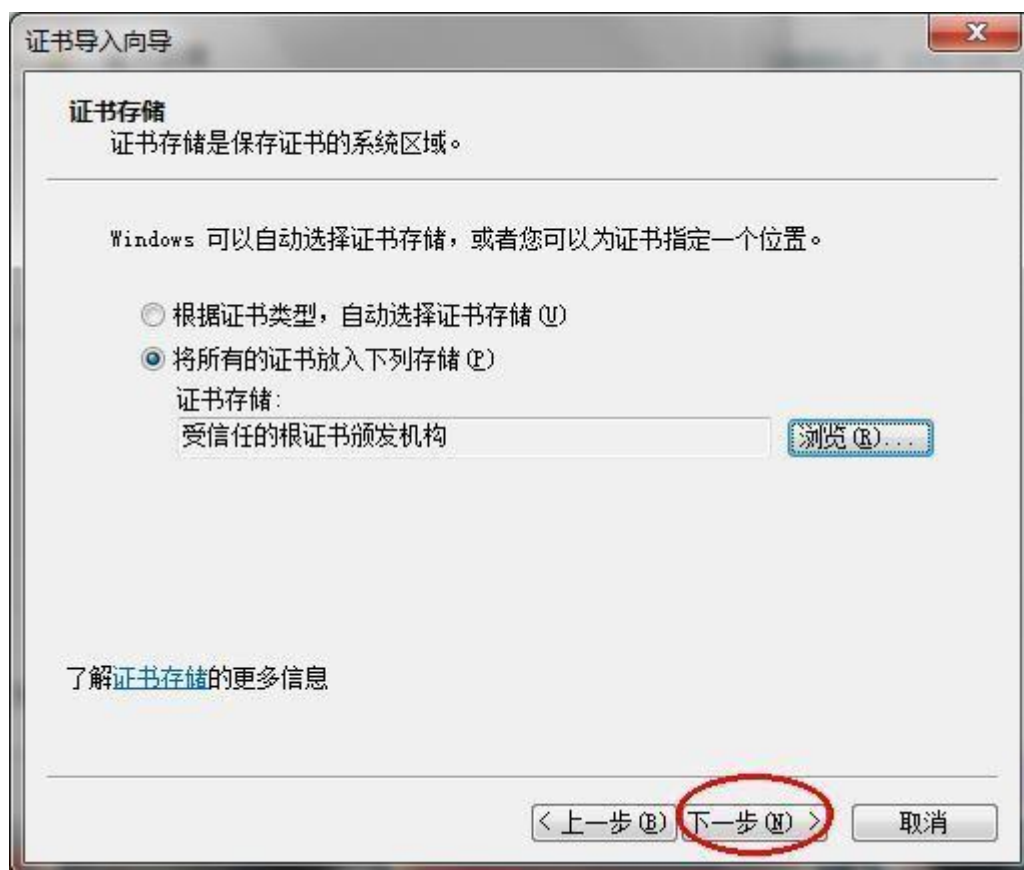 证书导入向导
证书存储
证书存储是保存证书的系统区域。
Windows 可以自动选择证书存储，或者您可以为证书指定一个位置。
根据证书类型，自动选择证书存储(U)
将所有的证书放入下列存储(P)
证书存储:
受信任的根证书颁发机构 浏览(R)...
了解证书存储的更多信息
<上一步(B) 下一步(N)> 取消